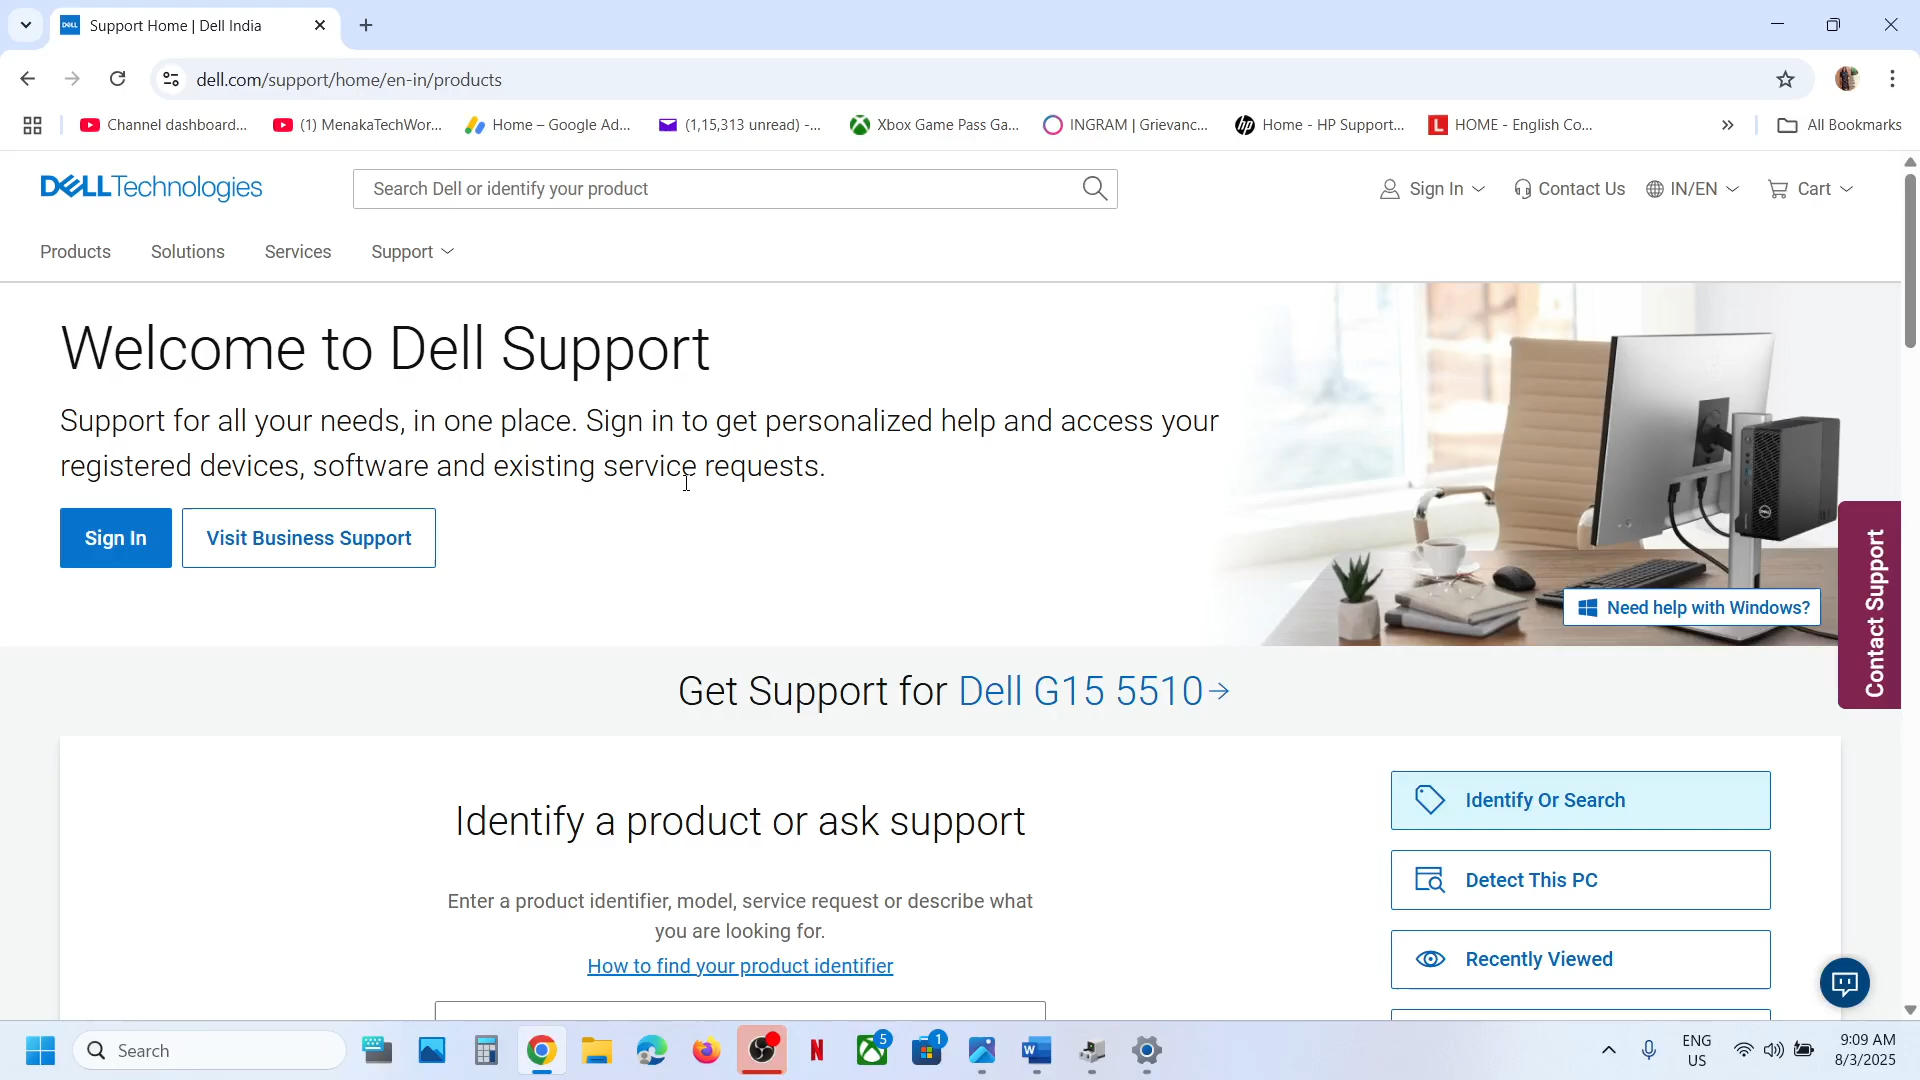 Support Home | Dell India
dell.com/support/home/en-in/products
Channel dashboard...
(1) MenakaTechWor...
Home – Google Ad...
(1,15,313 unread) -...
Xbox Game Pass Ga...
INGRAM | Grievanc...
Home - HP Support...
HOME - English Co...
All Bookmarks
DELLTechnologies
Search Dell or identify your product
Sign In
Contact Us
IN/EN
Cart
Products
Solutions
Services
Support
Welcome to Dell Support
Support for all your needs, in one place. Sign in to get personalized help and access your
registered devices, software and existing service requests.
Sign In
Visit Business Support
Need help with Windows?
Contact Support
Get Support for Dell G15 5510
Identify a product or ask support
Enter a product identifier, model, service request or describe what
you are looking for.
How to find your product identifier
Identify Or Search
Detect This PC
Recently Viewed
Search
5
1
ENG
US
9:09 AM
8/3/2025